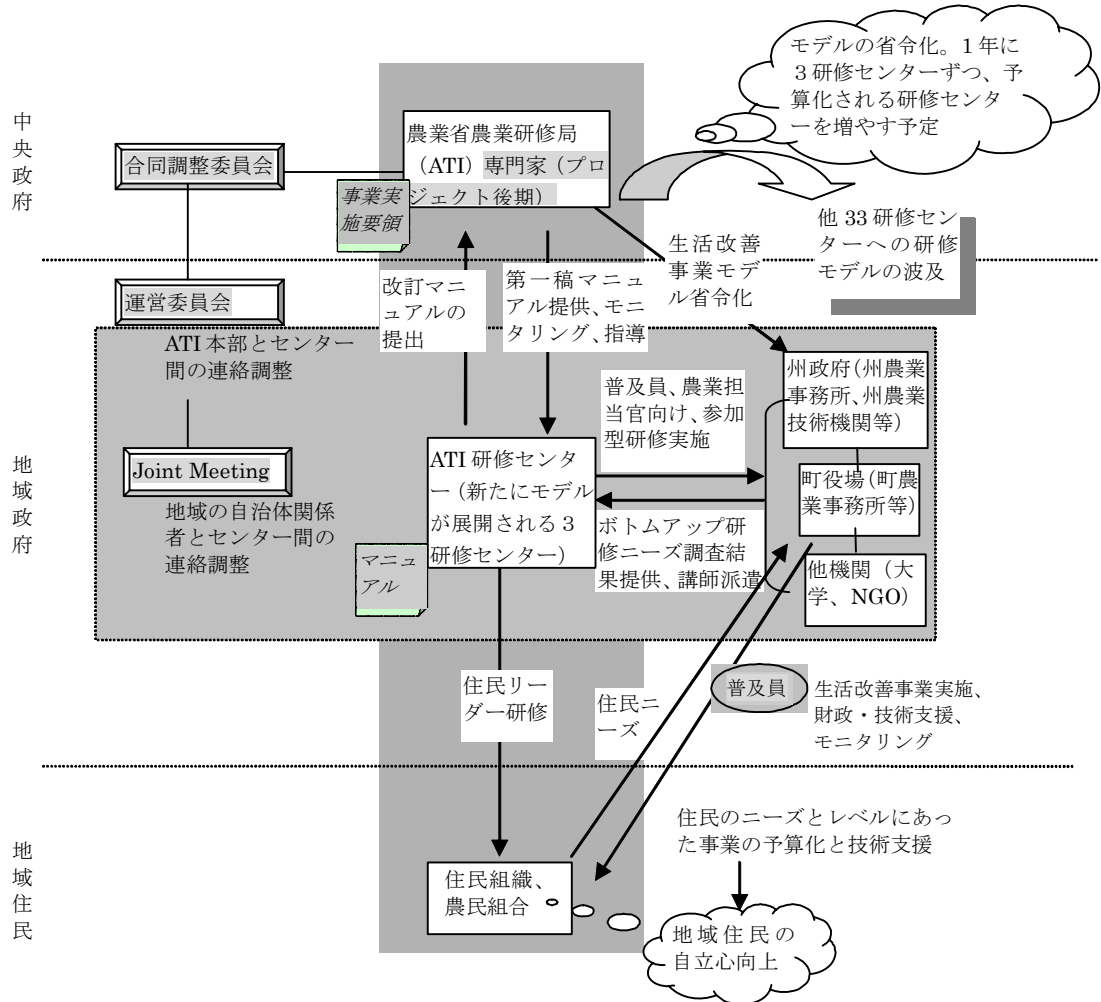 モデルの省令化。1年に
3研修センターずつ、予
算化される研修センタ
ーを増やす予定
中央政府
合同調整委員会
農業省農業研修局
(ATI)専門家(プロ
ジェクト後期)
事業実
施要領
他33研修セン
ターへの研修
モデルの波及
生活改善
事業モデ
ル省令化
運営委員会
改訂マニ
ュアルの
提出
第一稿マニュ
アル提供、モニ
タリング、指導
ATI本部とセンター
間の連絡調整
地域政府
州政府(州農業
事務所、州農業
技術機関等)
普及員、農業担
当官向け、参加
型研修実施
Joint Meeting
ATI研修センタ
ー(新たにモデル
が展開される3
研修センター)
町役場(町農
業事務所等)
地域の自治体関係
者とセンター間の
連絡調整
ボトムアップ研
修ニーズ調査結
果提供、講師派遣
マニュ
アル
他機関(大
学、NGO)
住民リー
ダー研修
住民ニ
ーズ
普及員
生活改善事業実施、
財政・技術支援、
モニタリング
地域住民
住民のニーズとレベルにあっ
た事業の予算化と技術支援
住民組織、
農民組合
地域住民の
自立心向上